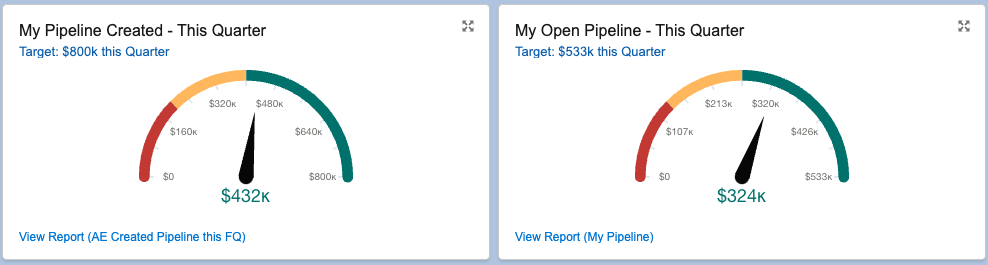 My Pipeline Created - This Quarter
Target: $800k this Quarter
$0
$160K
$320K
$480K
$640K
$800K
$432K
View Report (AE Created Pipeline this FQ)
My Open Pipeline - This Quarter
Target: $533k this Quarter
$0
$107K
$213K
$320K
$426K
$533K
$324K
View Report (My Pipeline)